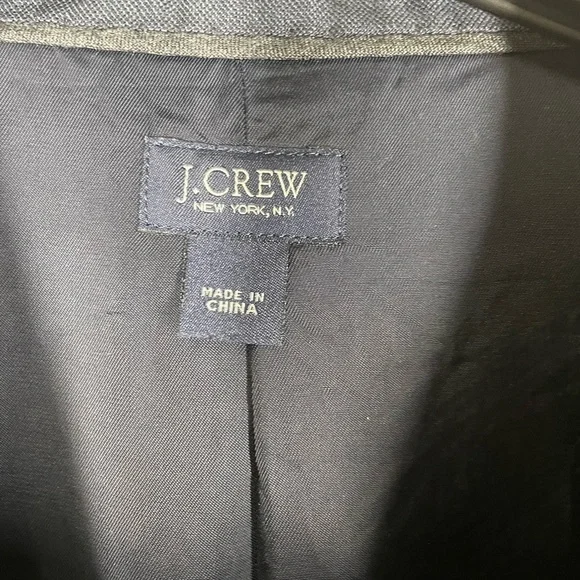 J.CREW
NEW YORK, N.Y.
MADE IN
CHINA